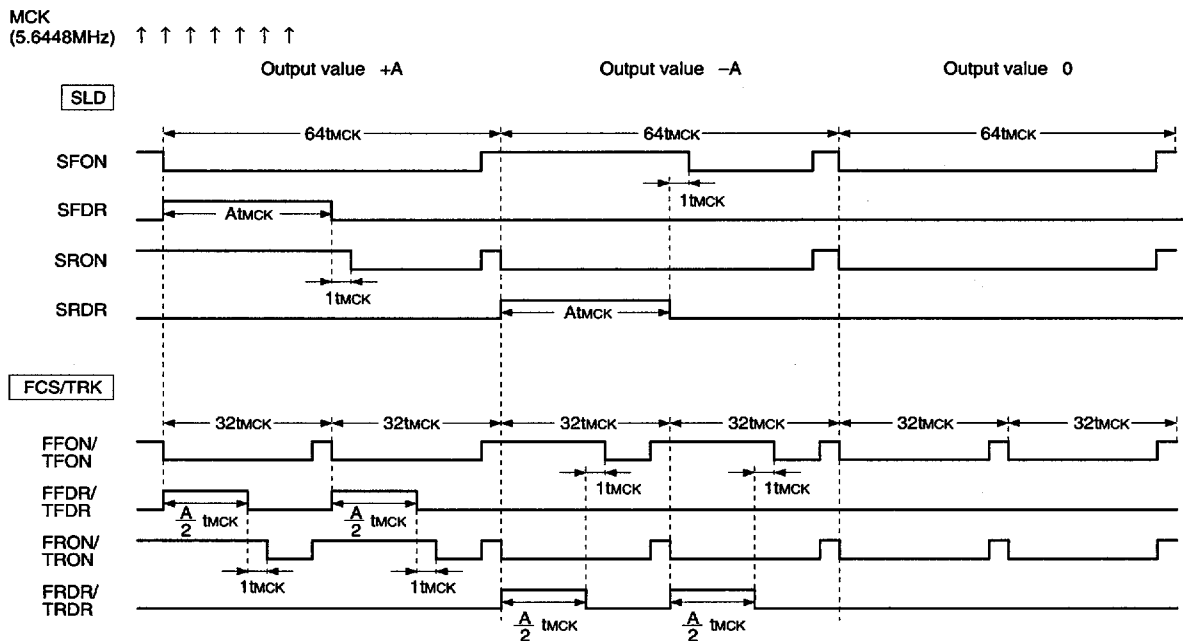 MCK
(5.6448MHz) ↑ ↑ ↑ ↑ ↑ ↑ ↑
Output value +A Output value –A Output value 0
SLD
64tMCK 64tMCK 64tMCK
SFON
1tMCK
SFDR
AtMCK
SRON
1tMCK
SRDR
AtMCK
FCS/TRK
32tMCK 32tMCK 32tMCK 32tMCK 32tMCK 32tMCK
FFON/
TFON
1tMCK 1tMCK
FFDR/
TFDR
A/2 tMCK A/2 tMCK
FRON/
TRON
1tMCK 1tMCK
FRDR/
TRDR
A/2 tMCK A/2 tMCK